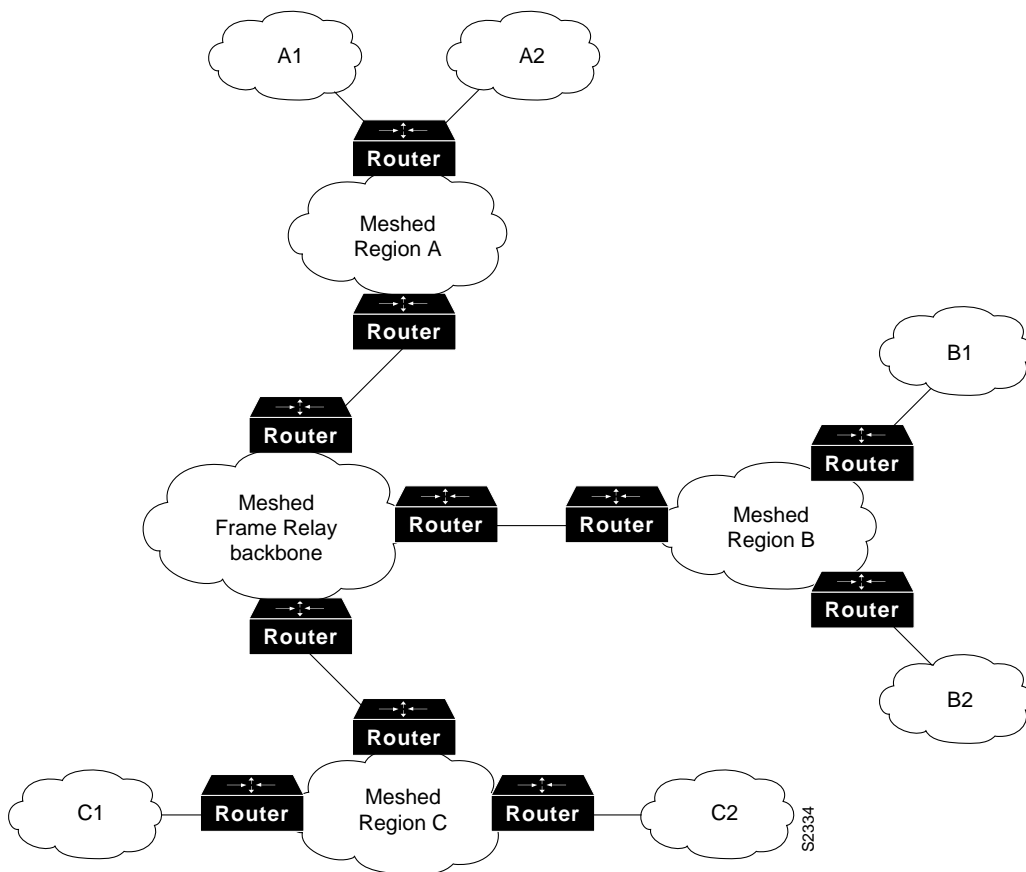 A1
A2
Router
Meshed
Region A
Router
Router
B1
Router
Meshed
Frame Relay
backbone
Router
Router
Meshed
Region B
Router
Router
B2
Router
C1
Router
Meshed
Region C
Router
C2
S2334